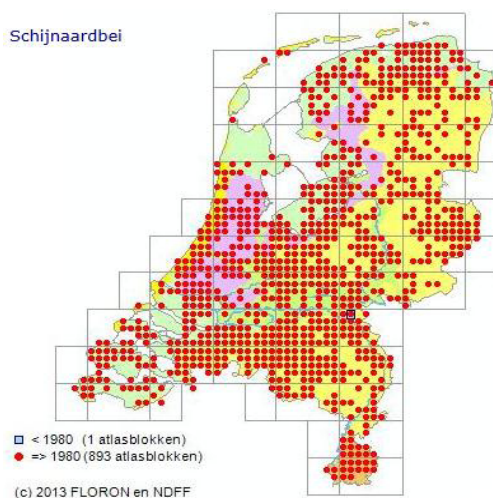 Schijnaardbei
< 1980 (1 atlasblokken)
=> 1980 (893 atlasblokken)
(c) 2013 FLORON en NDFF